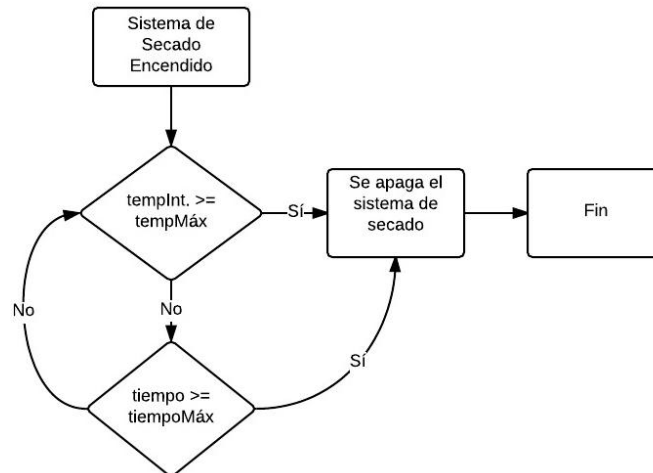 Sistema de
Secado
Encendido
tempInt. >=
tempMáx
Sí
Se apaga el
sistema de
secado
Fin
No
No
tiempo >=
tiempoMáx
Sí